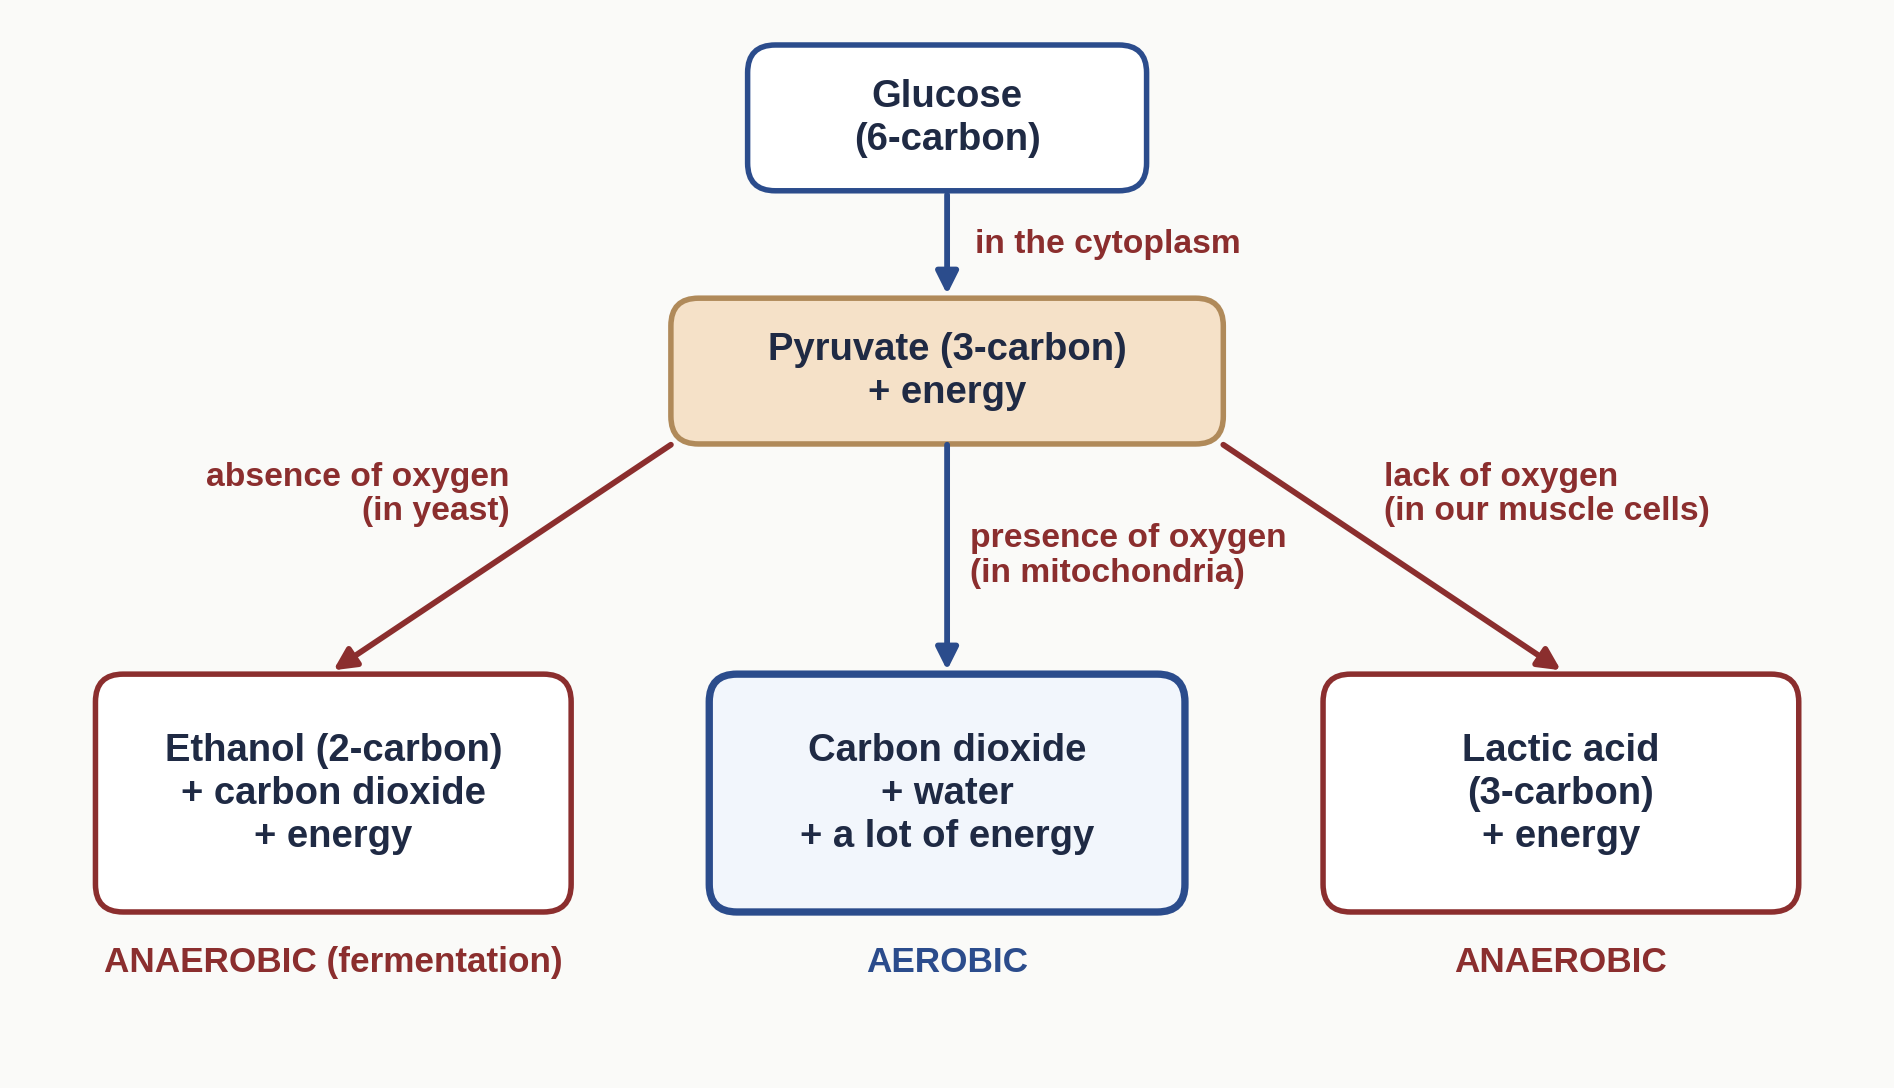 Glucose
(6-carbon)
in the cytoplasm
Pyruvate (3-carbon)
+ energy
absence of oxygen
(in yeast)
presence of oxygen
(in mitochondria)
lack of oxygen
(in our muscle cells)
Ethanol (2-carbon)
+ carbon dioxide
+ energy
Carbon dioxide
+ water
+ a lot of energy
Lactic acid
(3-carbon)
+ energy
ANAEROBIC (fermentation)
AEROBIC
ANAEROBIC